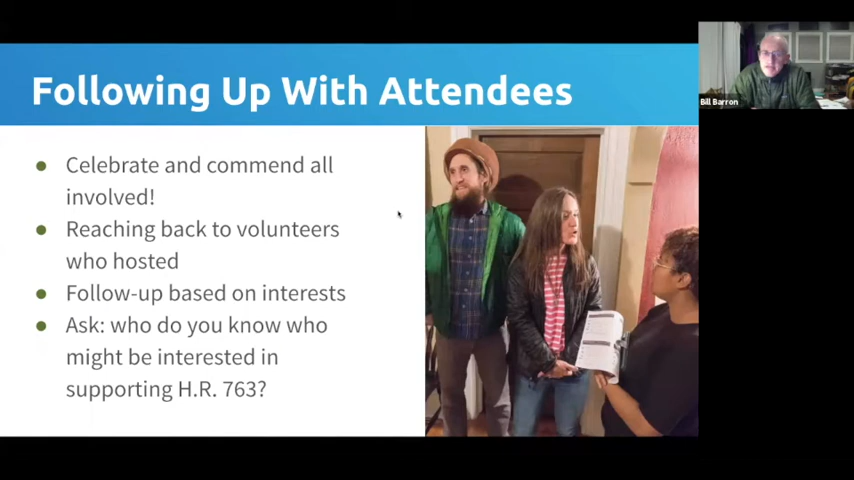 Following Up With Attendees
Bill Barron
● Celebrate and commend all
involved!
● Reaching back to volunteers
who hosted
● Follow-up based on interests
● Ask: who do you know who
might be interested in
supporting H.R. 763?